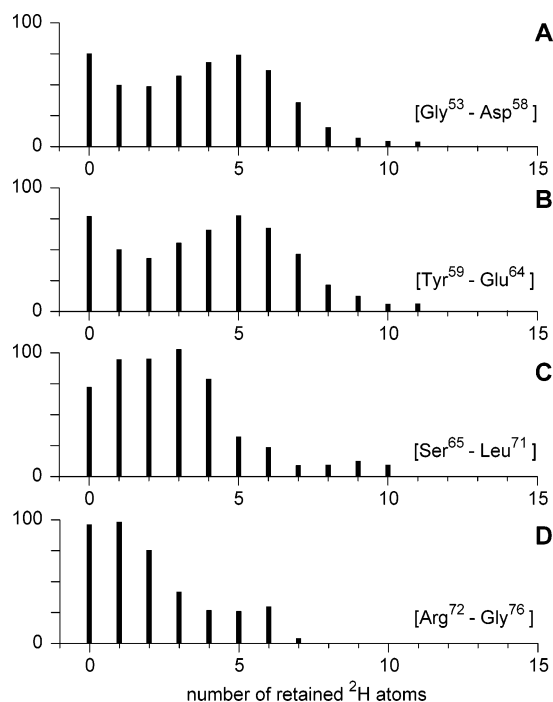 100
A
[Gly⁵³ - Asp⁵⁸ ]
0
0 5 10 15
100
B
[Tyr⁵⁹ - Glu⁶⁴ ]
0
0 5 10 15
100
C
[Ser⁶⁵ - Leu⁷¹ ]
0
0 5 10 15
100
D
[Arg⁷² - Gly⁷⁶ ]
0
0 5 10 15
number of retained ²H atoms